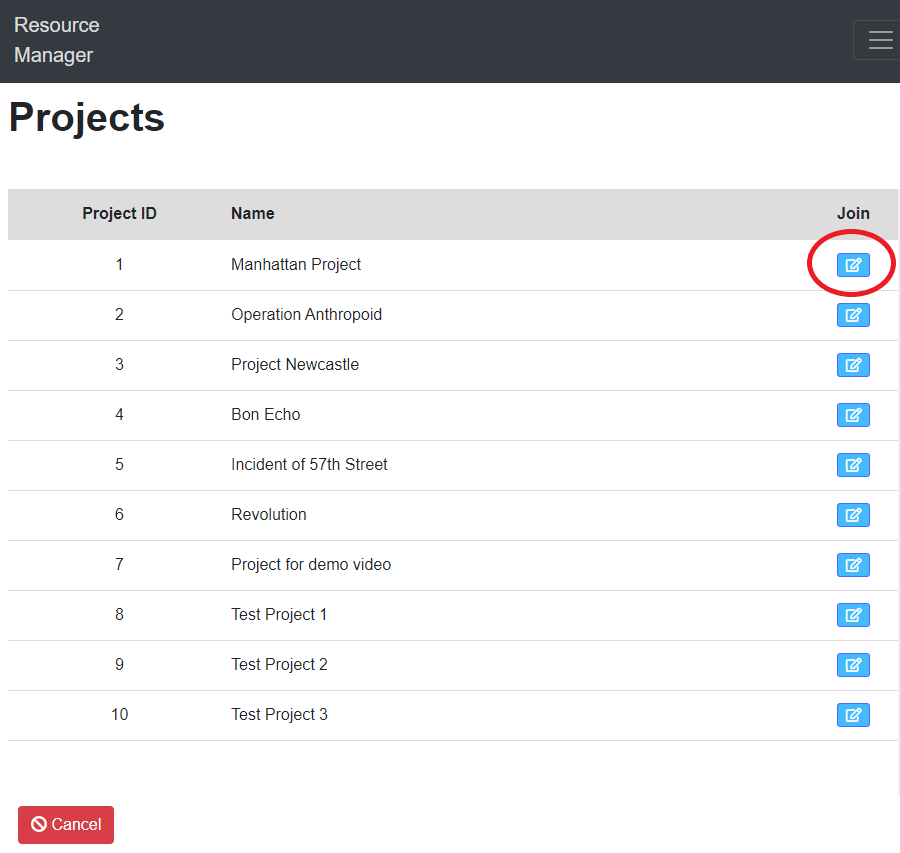 Resource
Manager
Projects
Project ID Name Join
1 Manhattan Project
2 Operation Anthropoid
3 Project Newcastle
4 Bon Echo
5 Incident of 57th Street
6 Revolution
7 Project for demo video
8 Test Project 1
9 Test Project 2
10 Test Project 3
Cancel